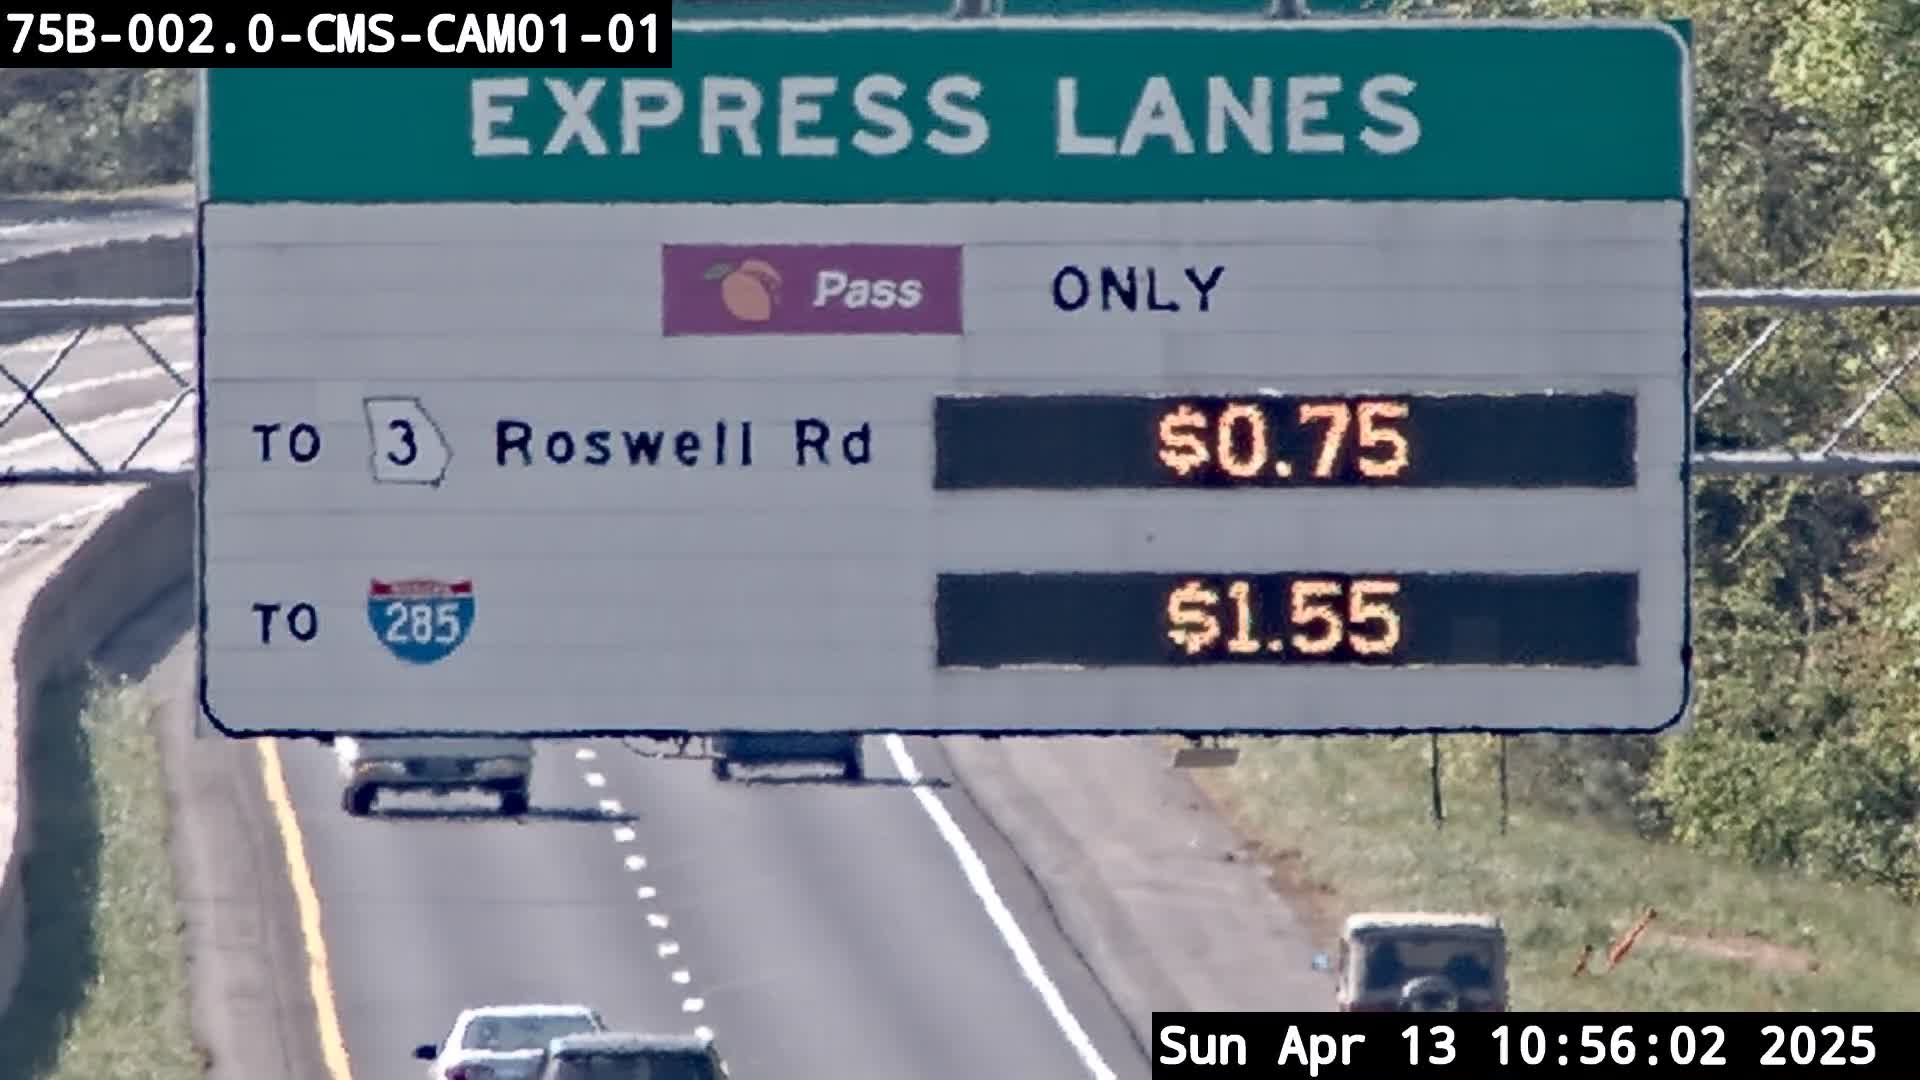 75B-002.0-CMS-CAM01-01
EXPRESS LANES
Pass ONLY
TO 3 Roswell Rd $0.75
TO 285 $1.55
Sun Apr 13 10:56:02 2025